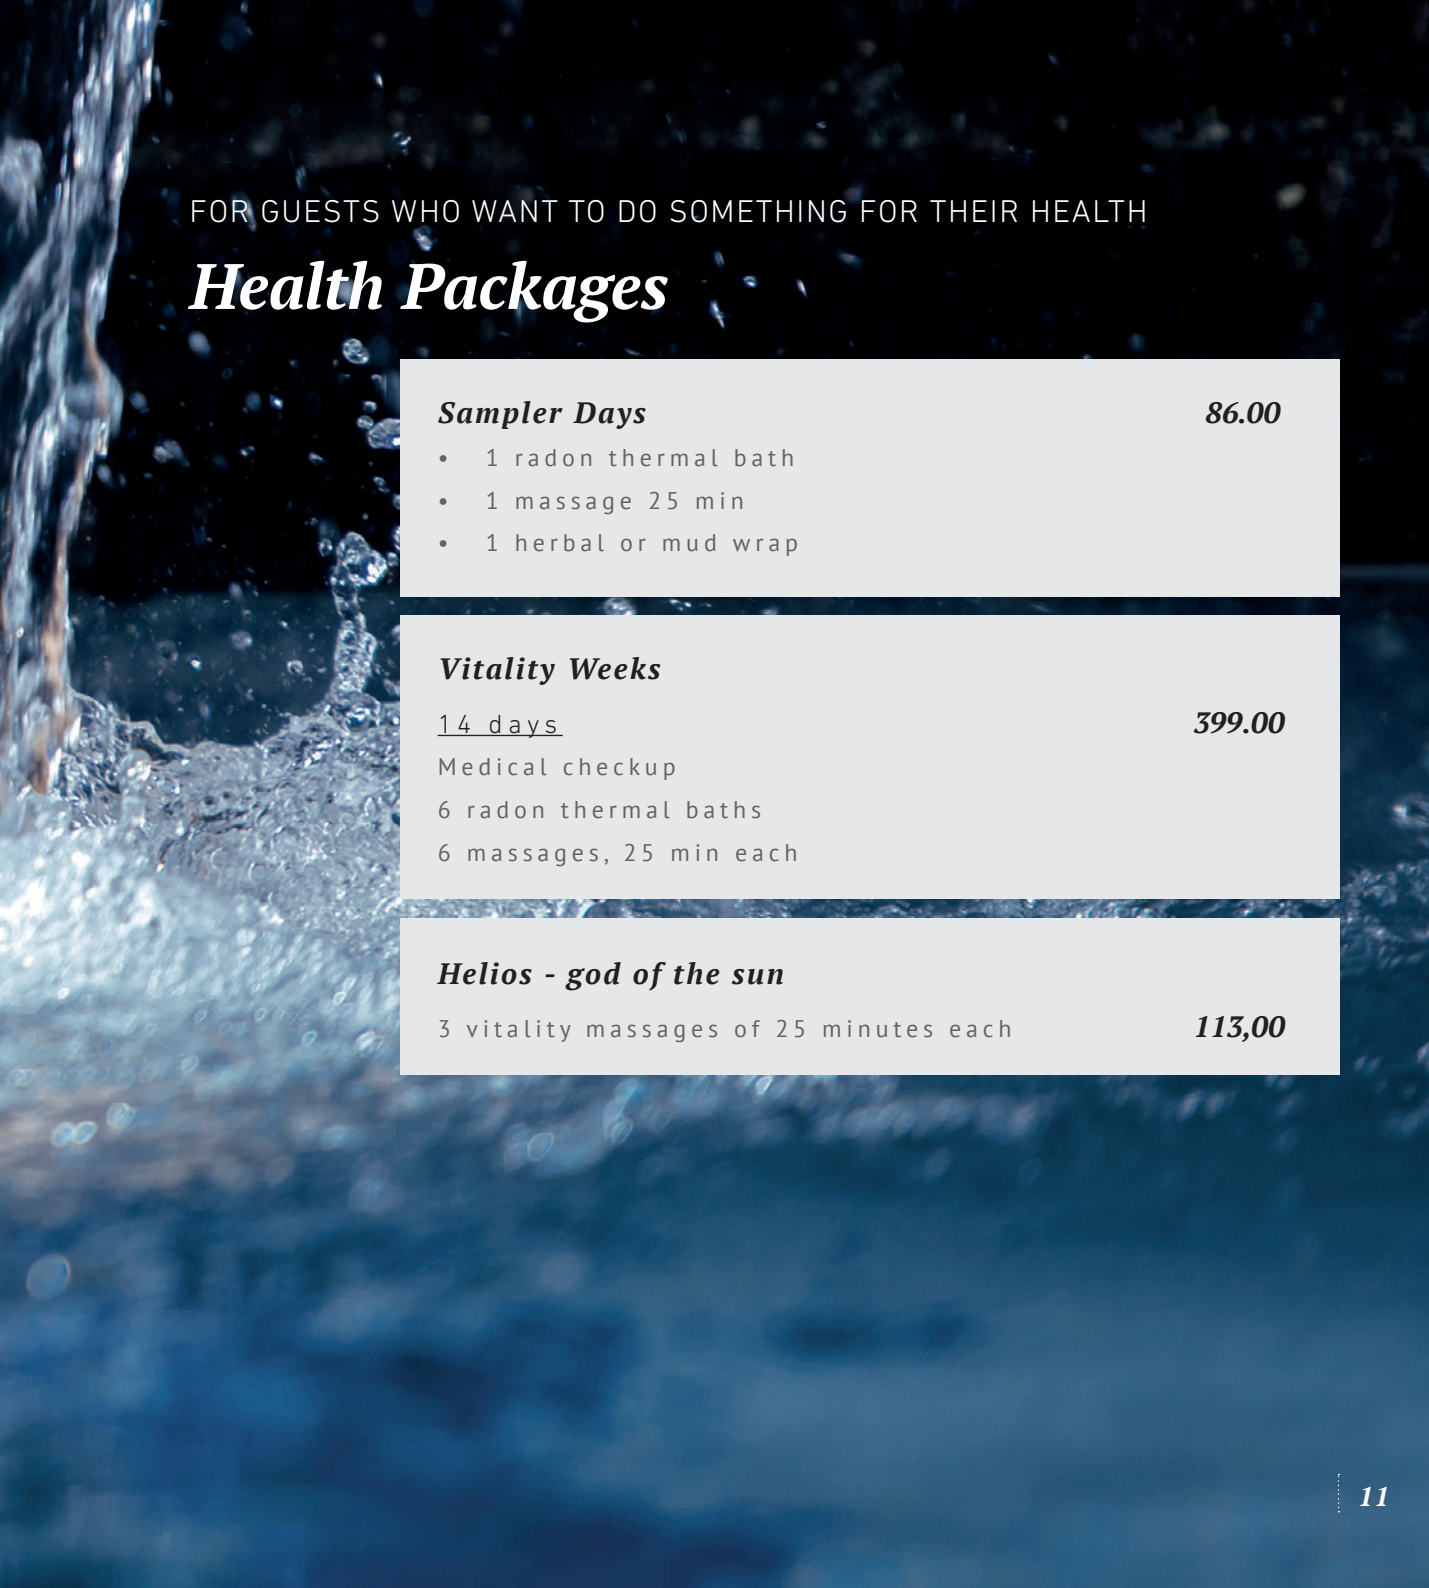 FOR GUESTS WHO WANT TO DO SOMETHING FOR THEIR HEALTH
Health Packages
Sampler Days 86.00
• 1 radon thermal bath
• 1 massage 25 min
• 1 herbal or mud wrap
Vitality Weeks
14 days 399.00
Medical checkup
6 radon thermal baths
6 massages, 25 min each
Helios - god of the sun
3 vitality massages of 25 minutes each 113,00
11